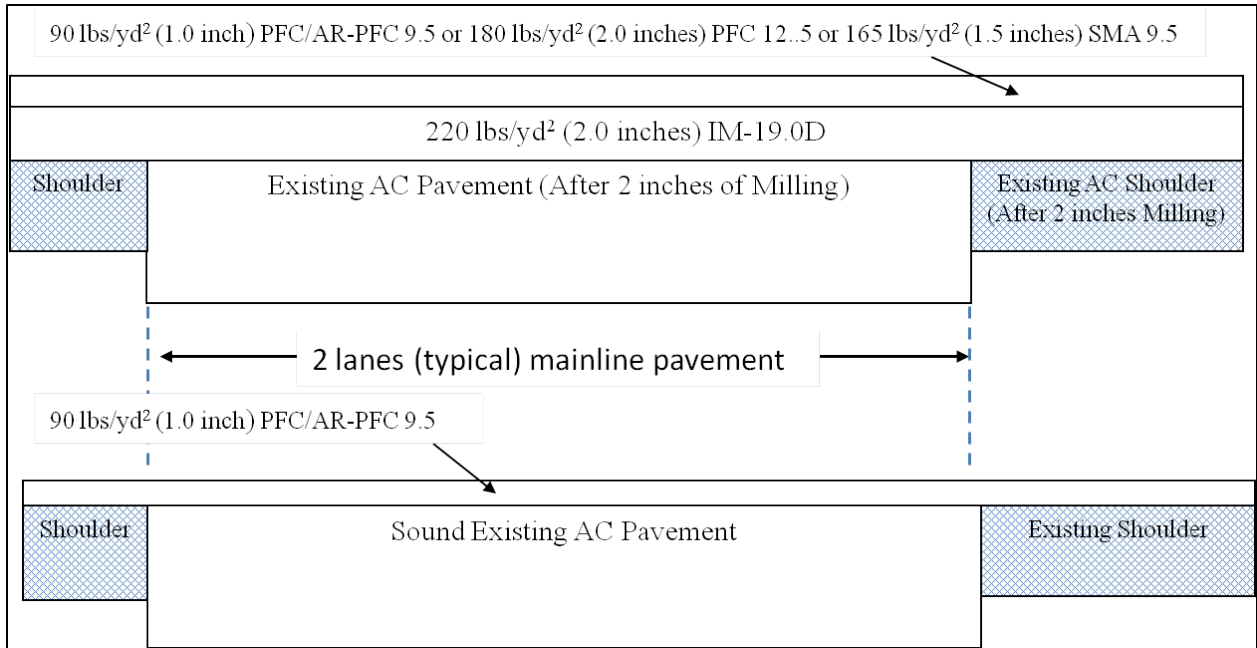 90 lbs/yd² (1.0 inch) PFC/AR-PFC 9.5 or 180 lbs/yd² (2.0 inches) PFC 12..5 or 165 lbs/yd² (1.5 inches) SMA 9.5
220 lbs/yd² (2.0 inches) IM-19.0D
Shoulder
Existing AC Pavement (After 2 inches of Milling)
Existing AC Shoulder
(After 2 inches Milling)
2 lanes (typical) mainline pavement
90 lbs/yd² (1.0 inch) PFC/AR-PFC 9.5
Shoulder
Sound Existing AC Pavement
Existing Shoulder